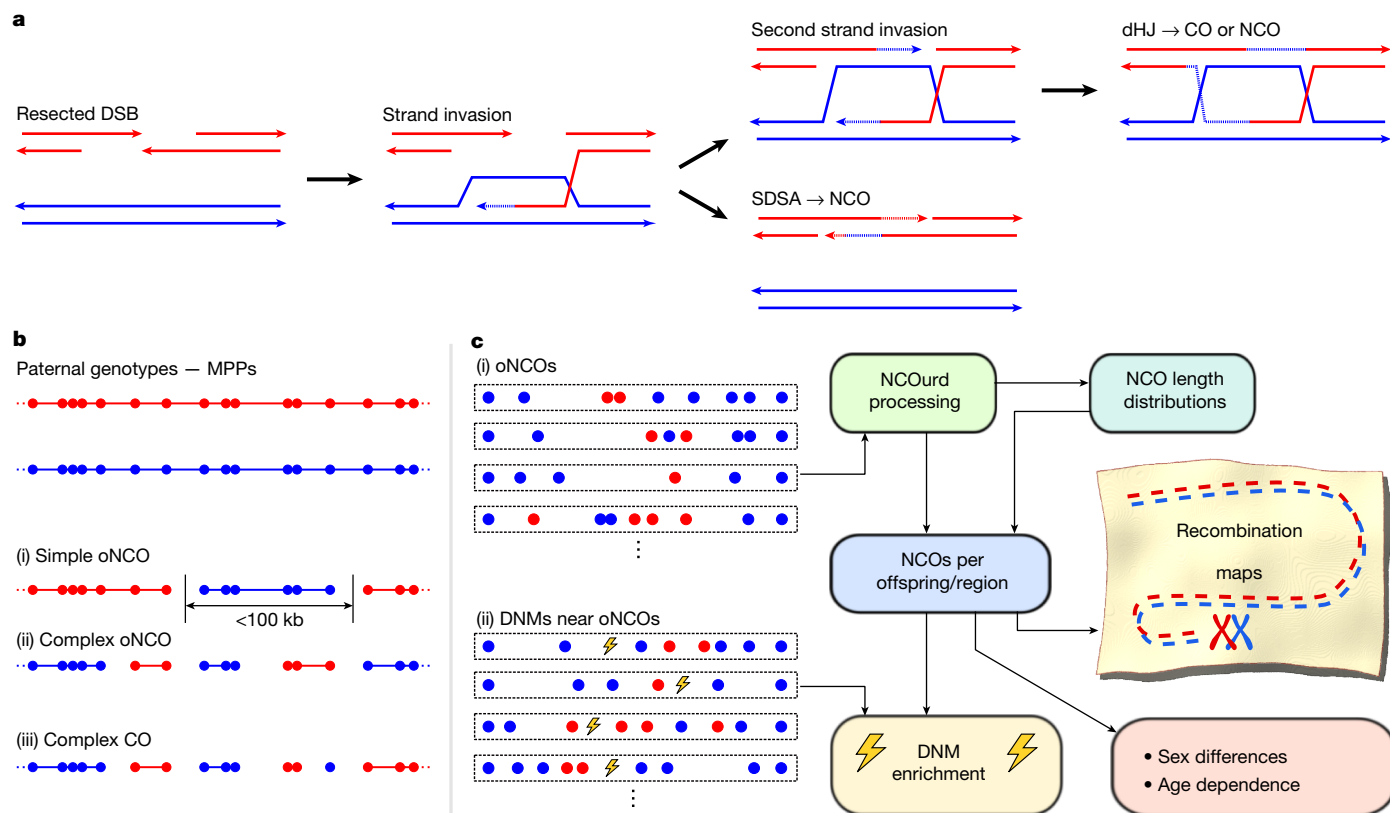 a
Resected DSB
Strand invasion
Second strand invasion
dHJ → CO or NCO
SDSA → NCO
b
Paternal genotypes — MPPs
(i) Simple oNCO
<100 kb
(ii) Complex oNCO
(iii) Complex CO
c
(i) oNCOs
(ii) DNMs near oNCOs
NCOurd
processing
NCO length
distributions
NCOs per
offspring/region
Recombination
maps
DNM
enrichment
• Sex differences
• Age dependence